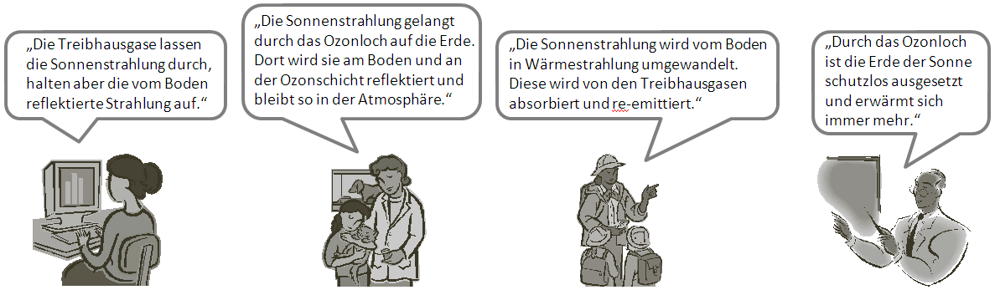 „Die Treibhausgase lassen
die Sonnenstrahlung durch,
halten aber die vom Boden
reflektierte Strahlung auf.“
„Die Sonnenstrahlung gelangt
durch das Ozonloch auf die Erde.
Dort wird sie am Boden und an
der Ozonschicht reflektiert und
bleibt so in der Atmosphäre.“
„Die Sonnenstrahlung wird vom Boden
in Wärmestrahlung umgewandelt.
Diese wird von den Treibhausgasen
absorbiert und re-emittiert.“
„Durch das Ozonloch
ist die Erde der Sonne
schutzlos ausgesetzt
und erwärmt sich
immer mehr.“